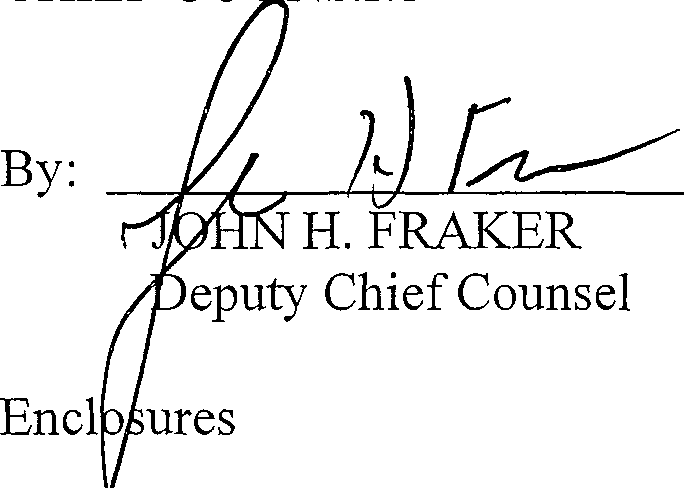 By:
JOHN H. FRAKER
Deputy Chief Counsel
Enclosures